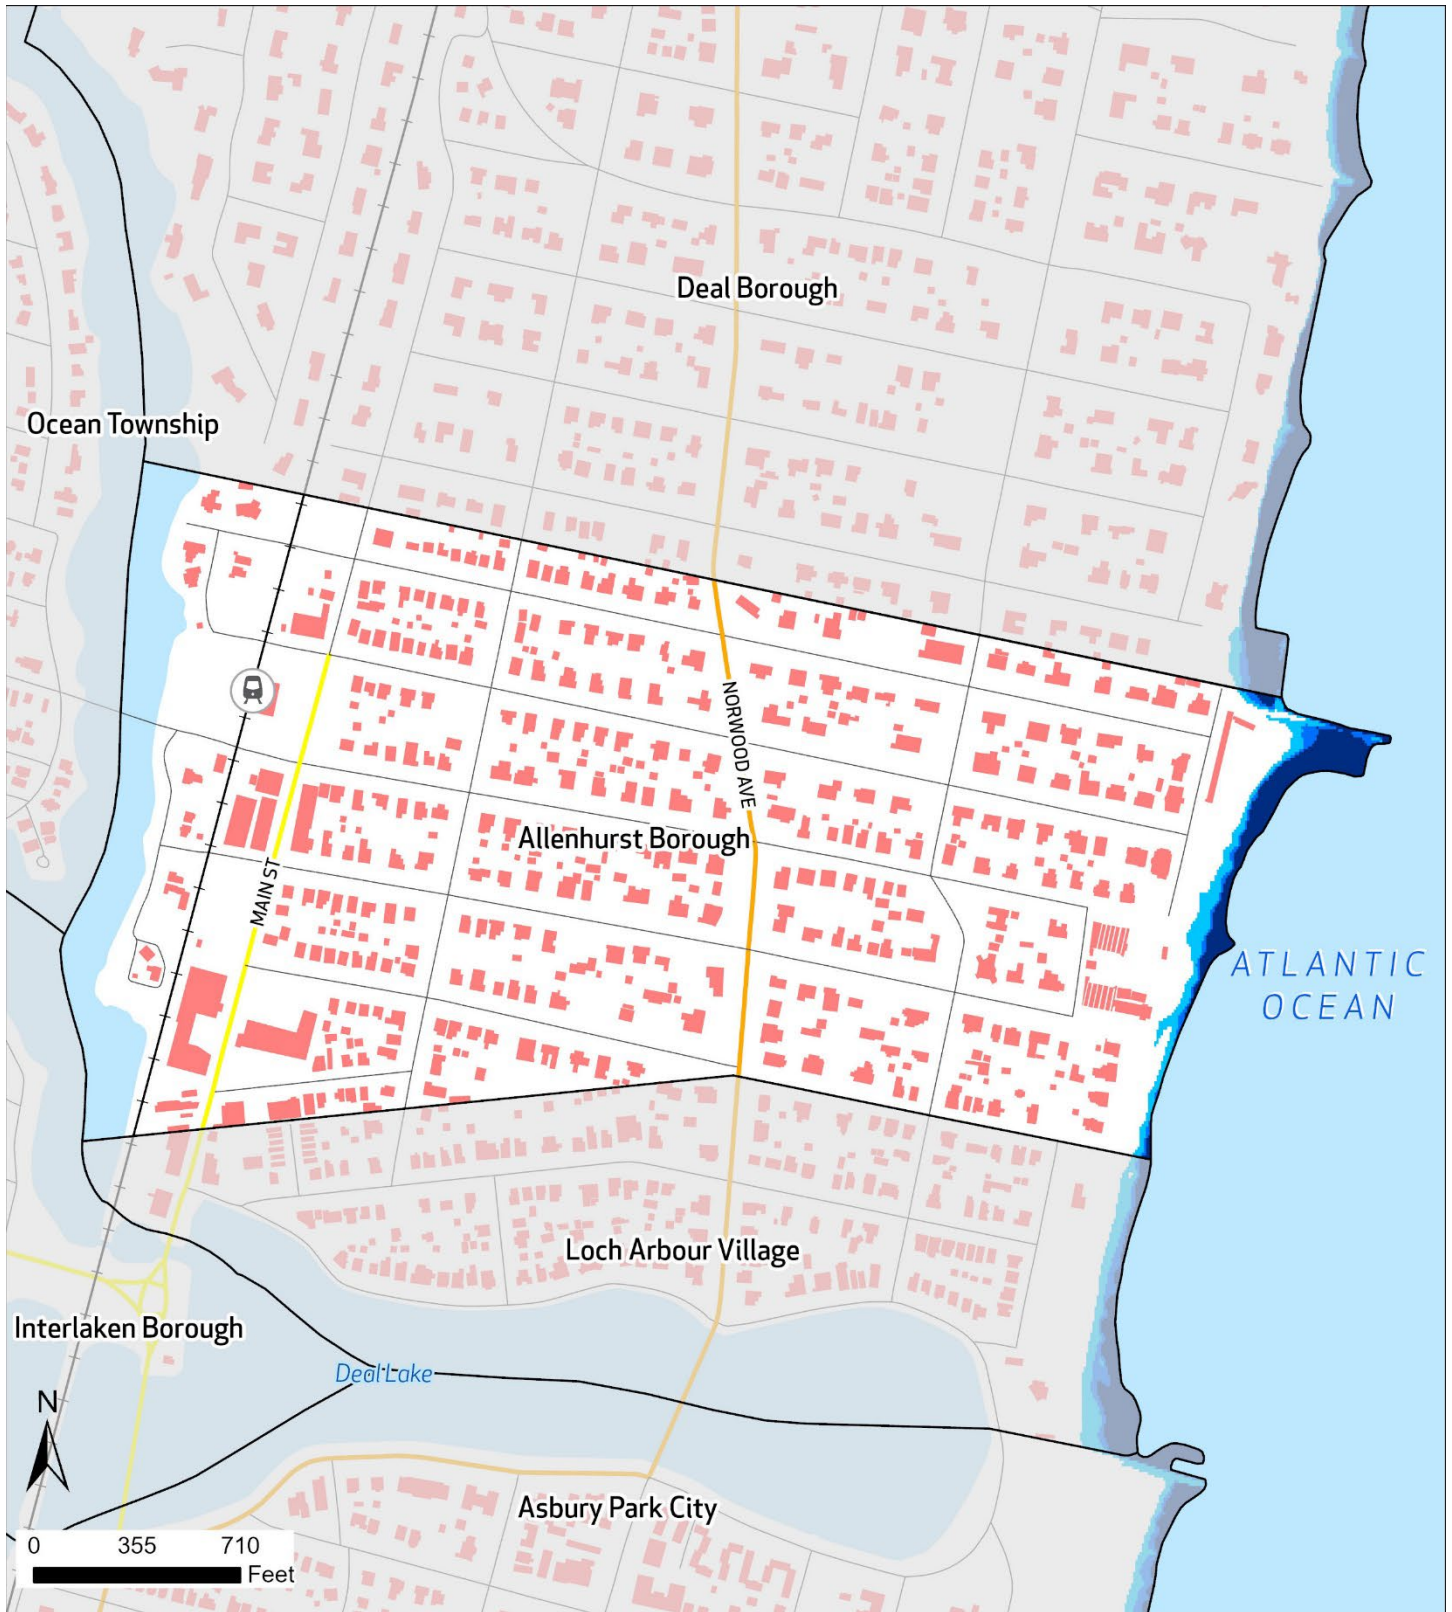 Deal Borough
Ocean Township
NORWOOD AVE
Allenhurst Borough
MAIN ST
ATLANTIC
OCEAN
Loch Arbour Village
Interlaken Borough
Deal Lake
N
Asbury Park City
0 355 710
Feet